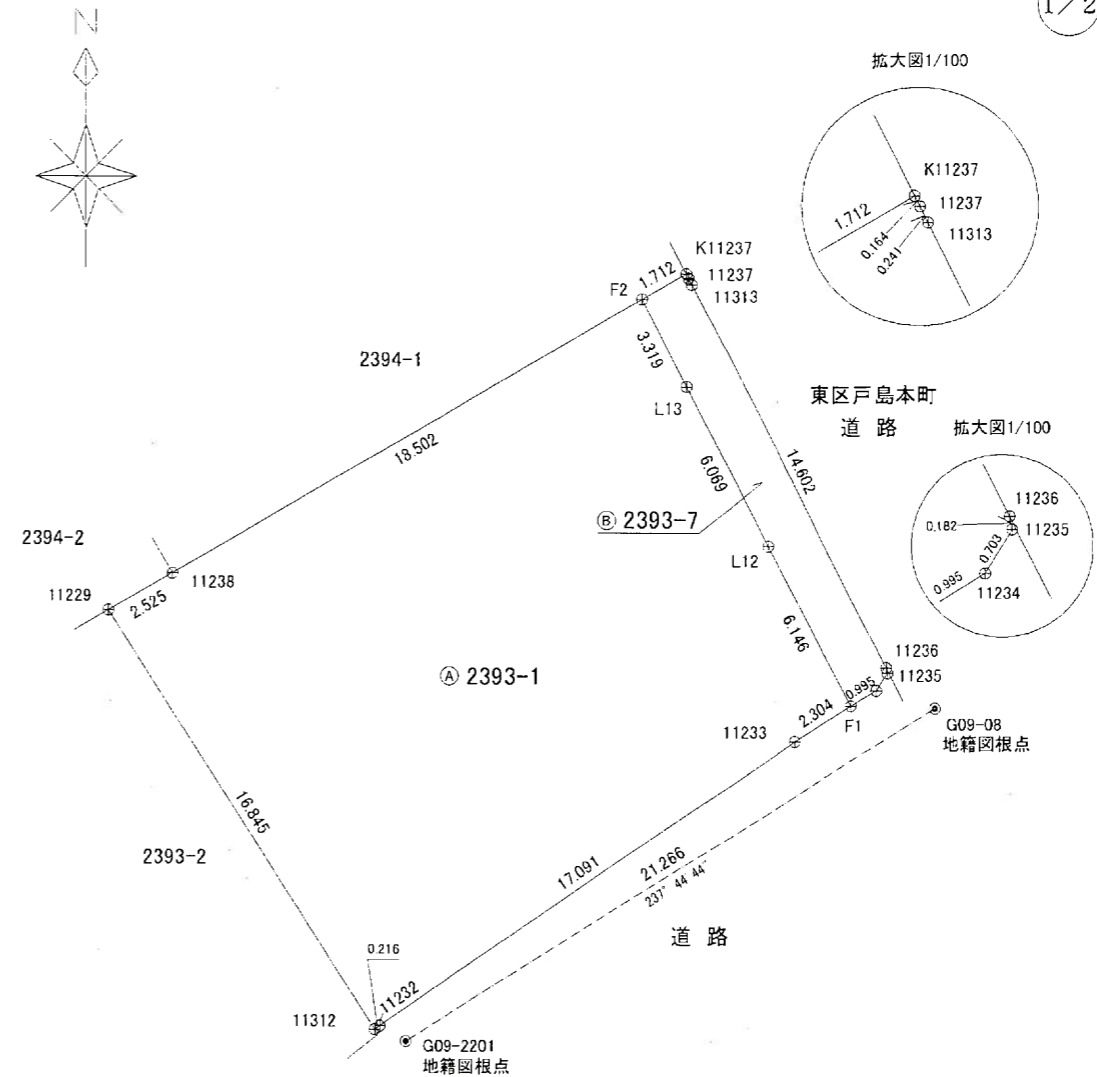 1/2
N
拡大図1/100
K11237
11237
11313
1.712
0.164
0.241
K11237
1.712
11237
11313
F2
3.319
2394-1
L13
東区戸島本町
道 路
拡大図1/100
11236
11235
0.182
0.703
0.995
11234
18.502
6.069
14.602
Ⓑ 2393-7
2394-2
11238
L12
11229
2.525
6.146
11236
11235
Ⓐ 2393-1
0.995
2.304
F1
11233
G09-08
地籍図根点
16.845
2393-2
17.091
21.266
237° 44′ 44″
道 路
0.216
11232
11312
G09-2201
地籍図根点